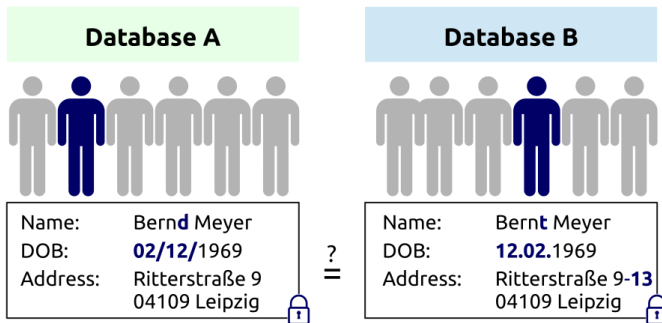 Database A
Database B
Name: Bernd Meyer
DOB: 02/12/1969
Address: Ritterstraße 9
04109 Leipzig
?
=
Name: Bernt Meyer
DOB: 12.02.1969
Address: Ritterstraße 9-13
04109 Leipzig